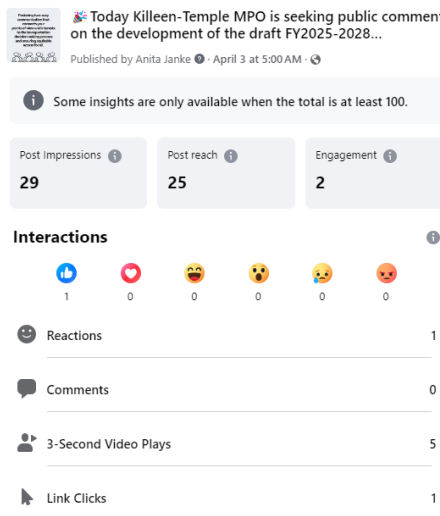 Today Killeen-Temple MPO is seeking public comment
on the development of the draft FY2025-2028...
Published by Anita Janke · April 3 at 5:00 AM ·
Some insights are only available when the total is at least 100.
Post Impressions
Post reach
Engagement
29
25
2
Interactions
1
0
0
0
0
0
Reactions
1
Comments
0
3-Second Video Plays
5
Link Clicks
1